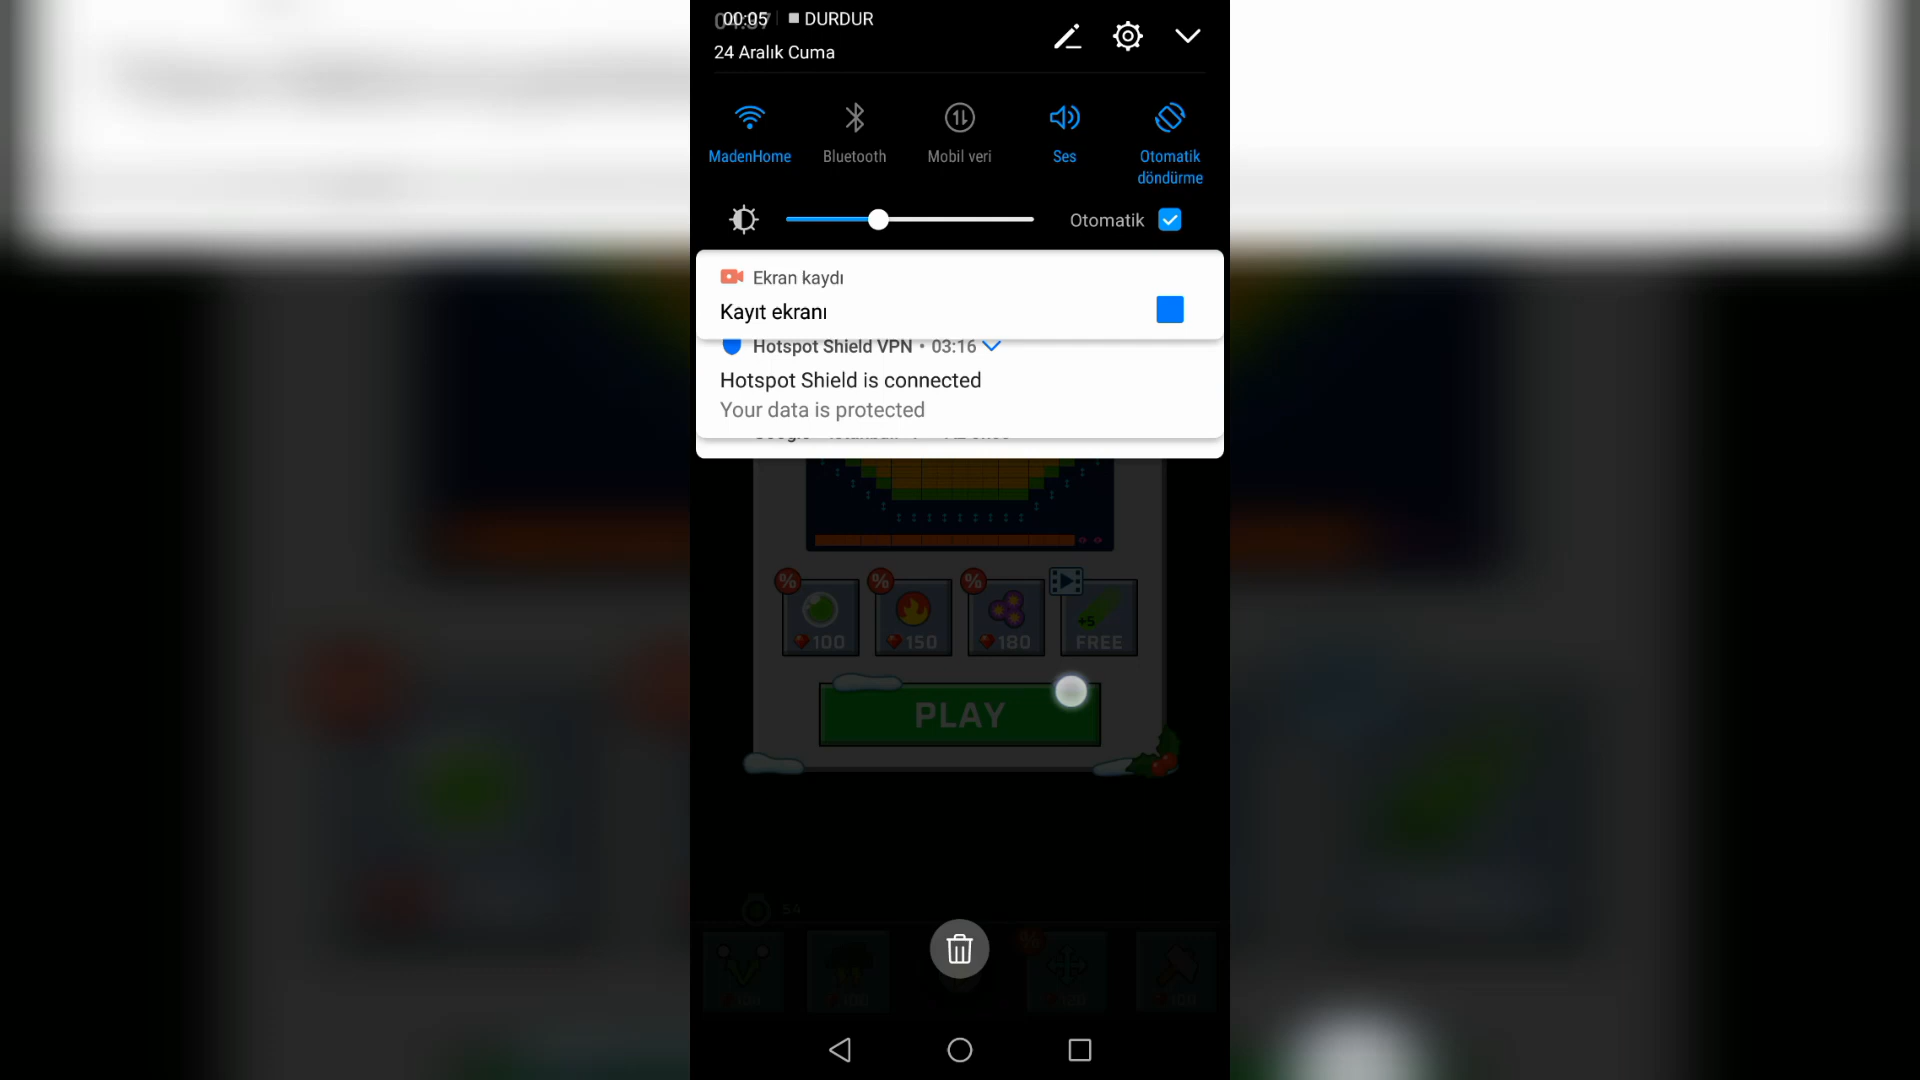 00:05 DURDUR
24 Aralık Cuma
MadenHome Bluetooth Mobil veri Ses Otomatik döndürme
Otomatik
Ekran kaydı
Kayıt ekranı
Hotspot Shield VPN • 03:16
Hotspot Shield is connected
Your data is protected
% % %
+5
100 150 180 FREE
PLAY